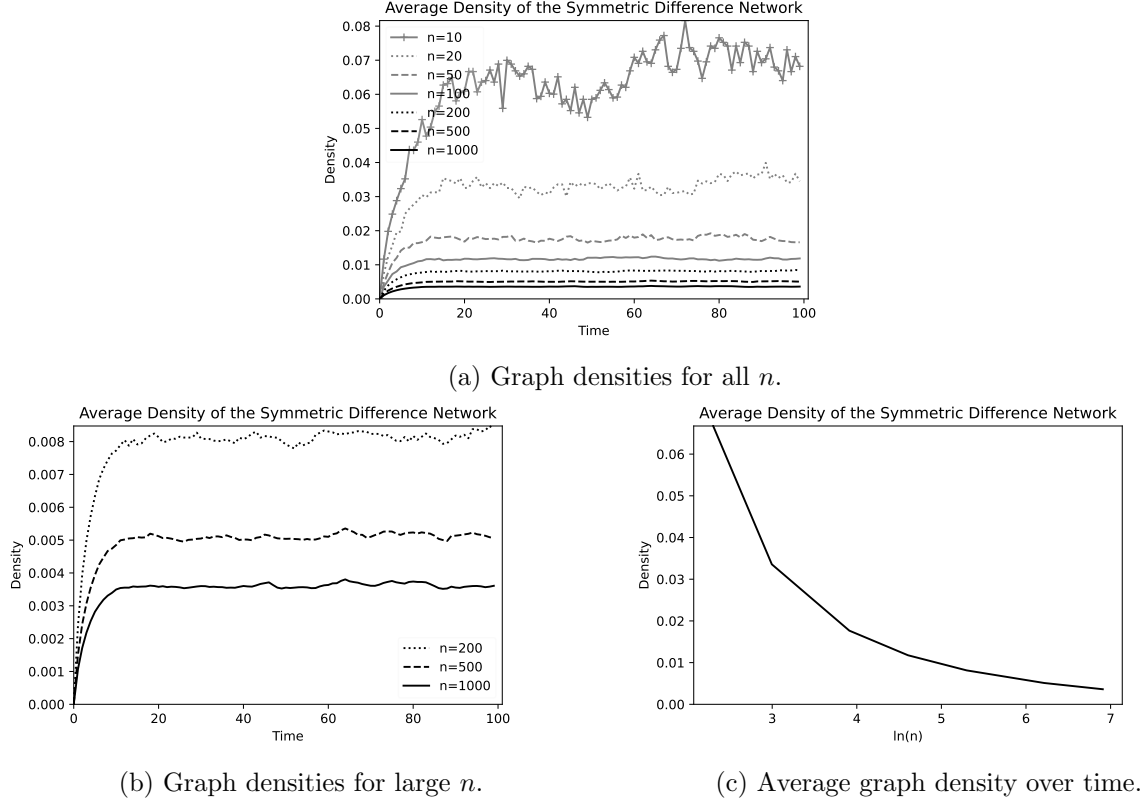 Average Density of the Symmetric Difference Network
0.08
0.07
0.06
0.05
0.04
0.03
0.02
0.01
0.00
Density
n=10
n=20
n=50
n=100
n=200
n=500
n=1000
0 20 40 60 80 100
Time
(a) Graph densities for all n.
Average Density of the Symmetric Difference Network
0.008
0.007
0.006
0.005
0.004
0.003
0.002
0.001
0.000
Density
n=200
n=500
n=1000
0 20 40 60 80 100
Time
(b) Graph densities for large n.
Average Density of the Symmetric Difference Network
0.06
0.05
0.04
0.03
0.02
0.01
0.00
Density
3 4 5 6 7
ln(n)
(c) Average graph density over time.